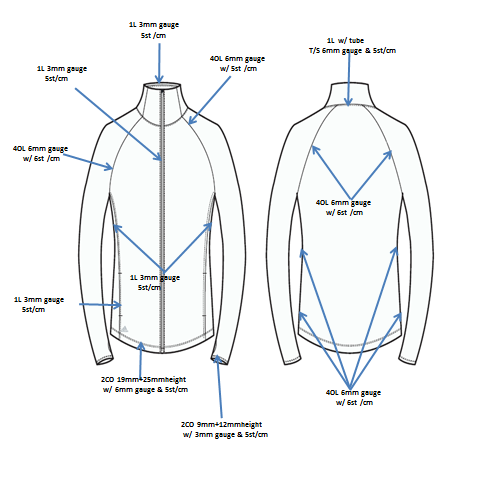 1L 3mm gauge
5st /cm
1L w/ tube
T/S 6mm gauge & 5st /cm
4OL 6mm gauge
w/ 5st /cm
1L 3mm gauge
5st/cm
4OL 6mm gauge
w/ 6st /cm
4OL 6mm gauge
w/ 6st /cm
1L 3mm gauge
5st/cm
1L 3mm gauge
5st/cm
2CO 19mm+25mmheight
w/ 6mm gauge & 5st/cm
4OL 6mm gauge
w/ 6st /cm
2CO 9mm+12mmheight
w/ 3mm gauge & 5st/cm